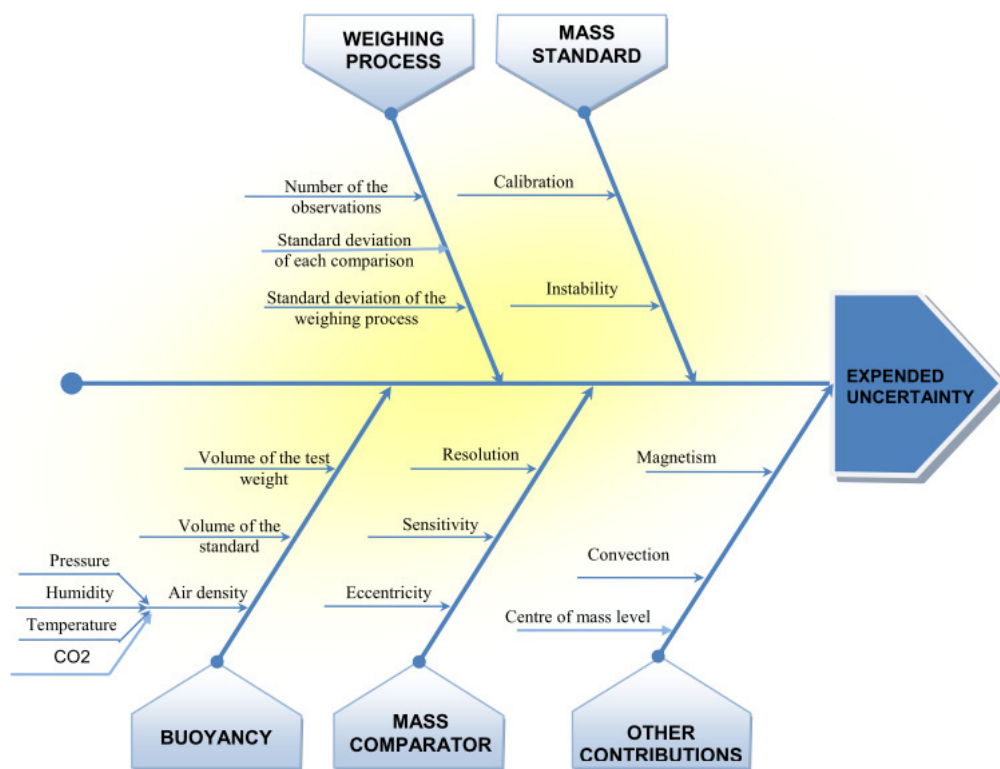 WEIGHING
PROCESS
MASS
STANDARD
Number of the
observations
Standard deviation
of each comparison
Standard deviation of the
weighing process
Calibration
Instability
EXPENDED
UNCERTAINTY
Volume of the test
weight
Volume of the
standard
Pressure
Humidity
Temperature
CO2
Air density
Resolution
Sensitivity
Eccentricity
Magnetism
Convection
Centre of mass level
BUOYANCY
MASS
COMPARATOR
OTHER
CONTRIBUTIONS